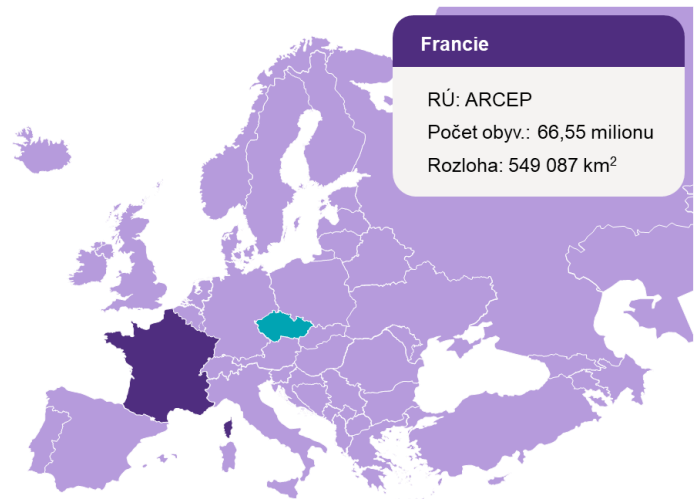 Francie
RÚ: ARCEP
Počet obyv.: 66,55 milionu
Rozloha: 549 087 km²